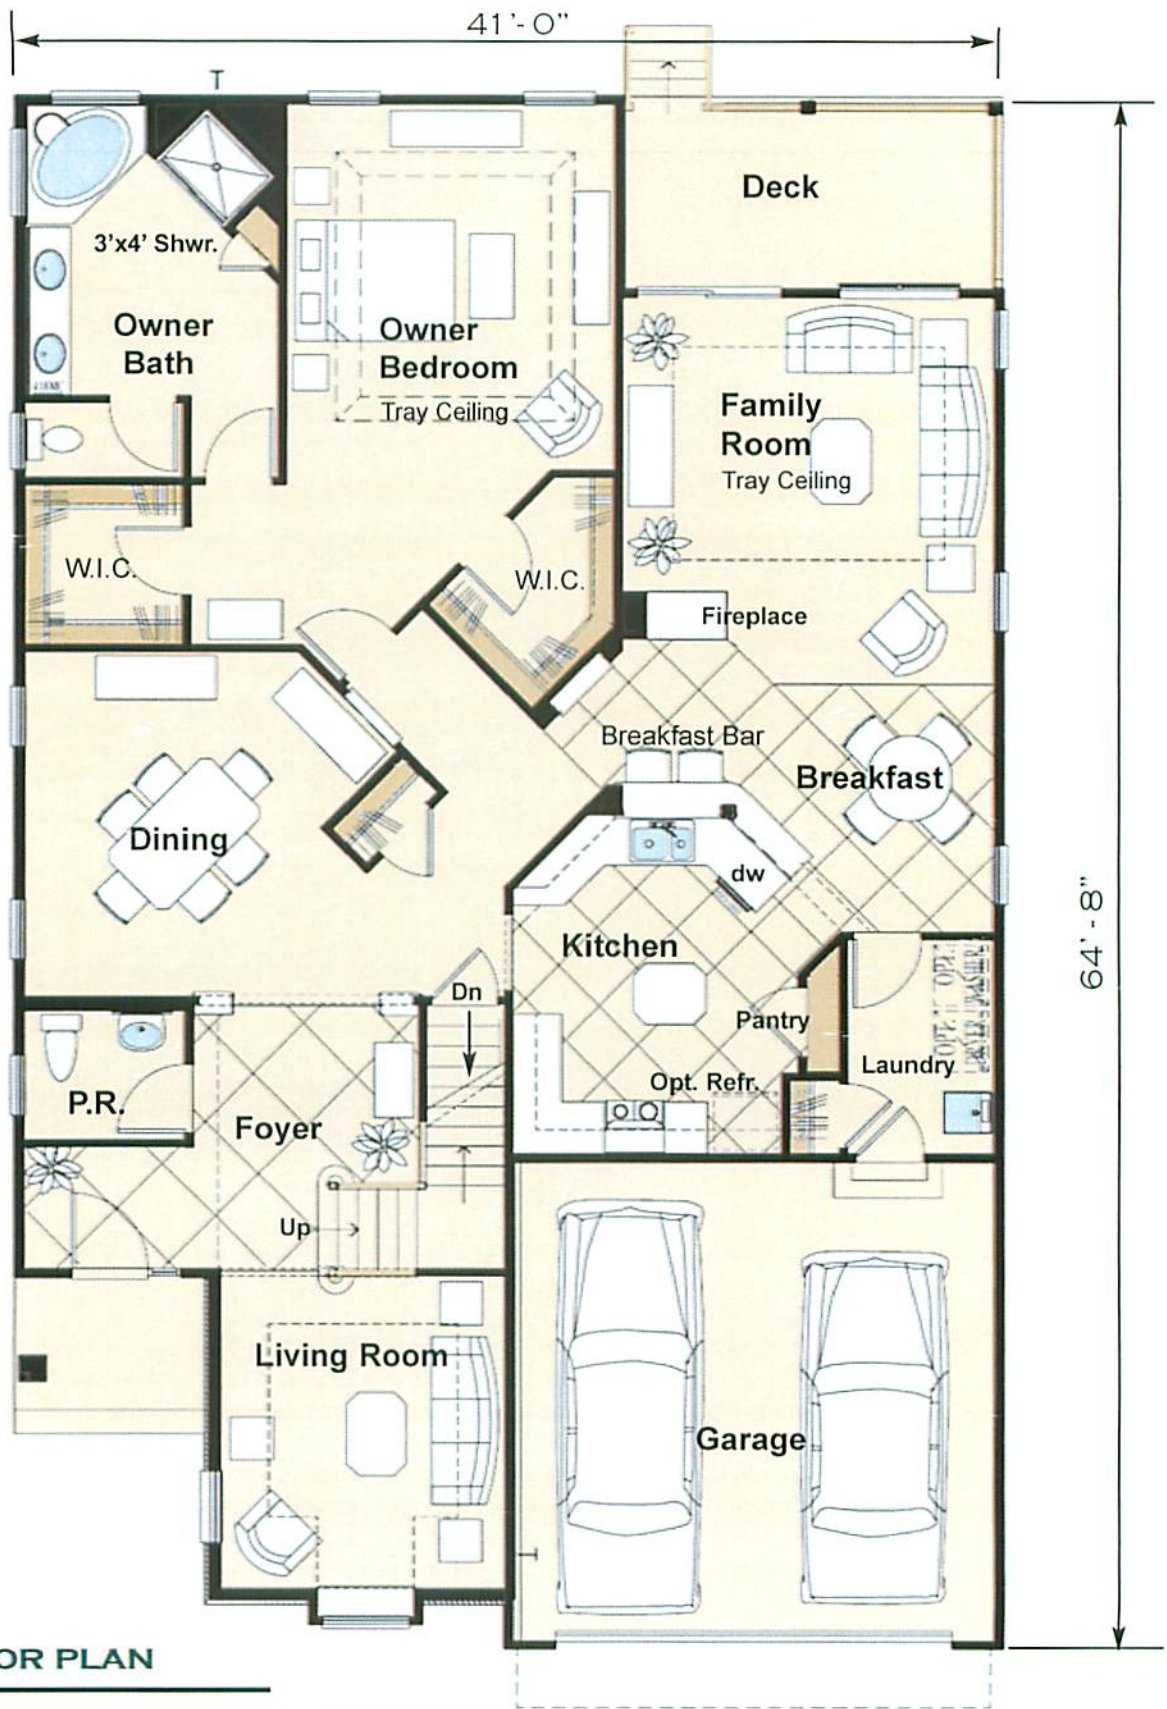 41'-0"
T
Deck
3'x4' Shwr.
Owner
Bath
Owner
Bedroom
Tray Ceiling
Family
Room
Tray Ceiling
W.I.C.
W.I.C.
Fireplace
Breakfast Bar
Breakfast
Dining
dw
64'-8"
Kitchen
Dn
Pantry
Laundry
Opt. Refr.
P.R.
Foyer
Up
Living Room
Garage
OR PLAN